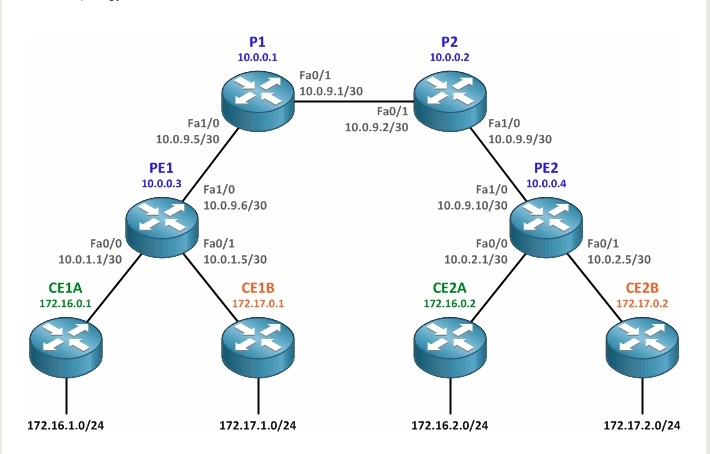 P1
10.0.0.1
P2
10.0.0.2
Fa0/1
10.0.9.1/30
Fa0/1
10.0.9.2/30
Fa1/0
10.0.9.5/30
Fa1/0
10.0.9.9/30
PE1
10.0.0.3
PE2
10.0.0.4
Fa1/0
10.0.9.6/30
Fa1/0
10.0.9.10/30
Fa0/0
10.0.1.1/30
Fa0/1
10.0.1.5/30
Fa0/0
10.0.2.1/30
Fa0/1
10.0.2.5/30
CE1A
172.16.0.1
CE1B
172.17.0.1
CE2A
172.16.0.2
CE2B
172.17.0.2
172.16.1.0/24
172.17.1.0/24
172.16.2.0/24
172.17.2.0/24